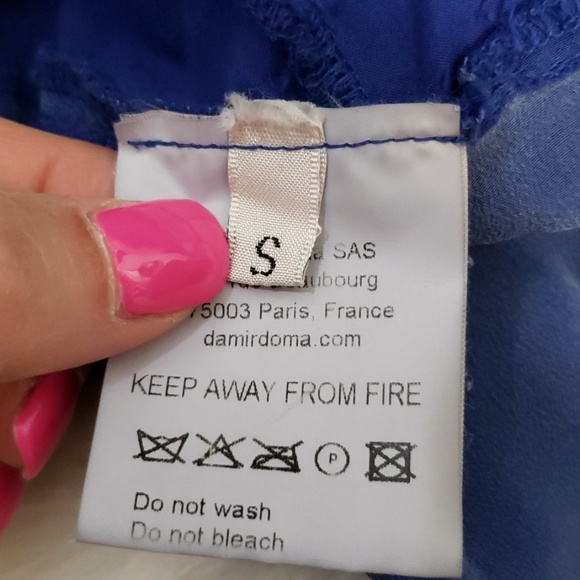 S
SAS
75003 Paris, France
damirdoma.com
KEEP AWAY FROM FIRE
P
Do not wash
Do not bleach